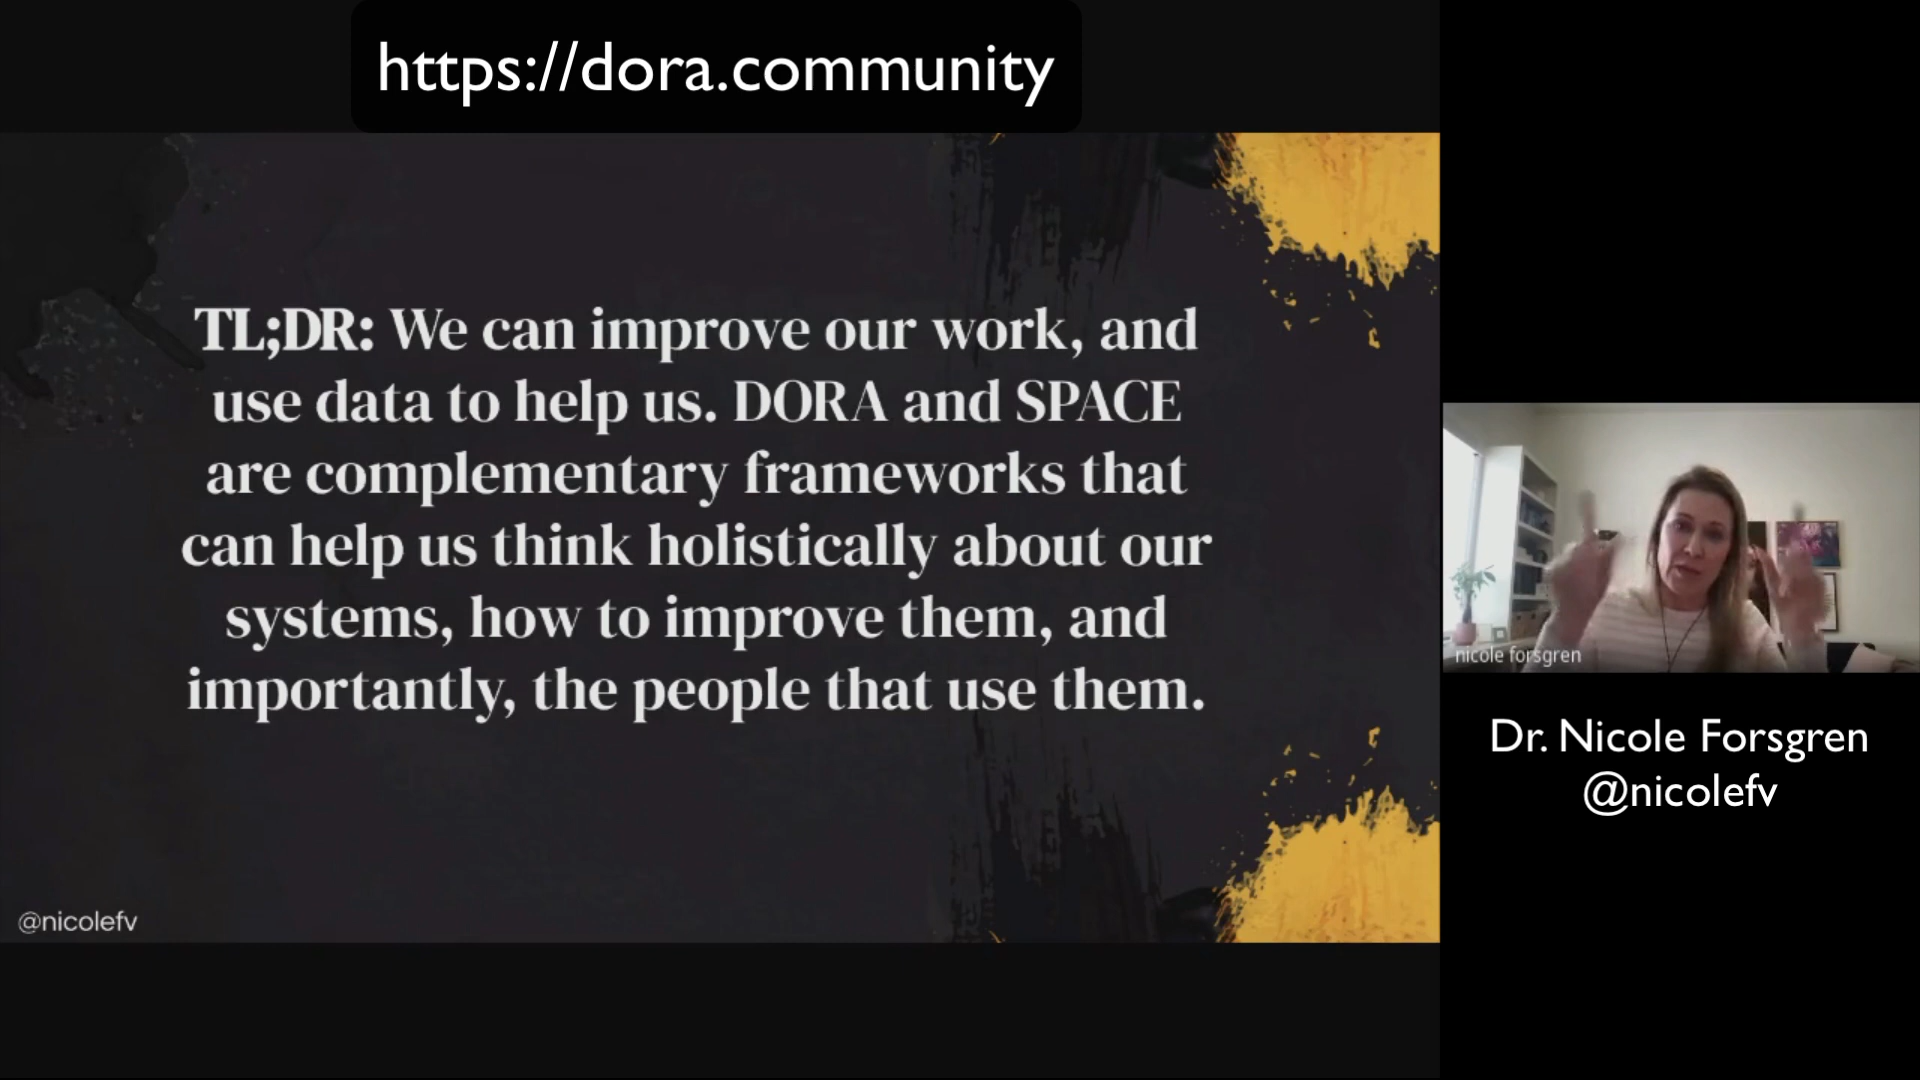 https://dora.community
TL;DR: We can improve our work, and
use data to help us. DORA and SPACE
are complementary frameworks that
can help us think holistically about our
systems, how to improve them, and
importantly, the people that use them.
@nicolefv
nicole forsgren
Dr. Nicole Forsgren
@nicolefv